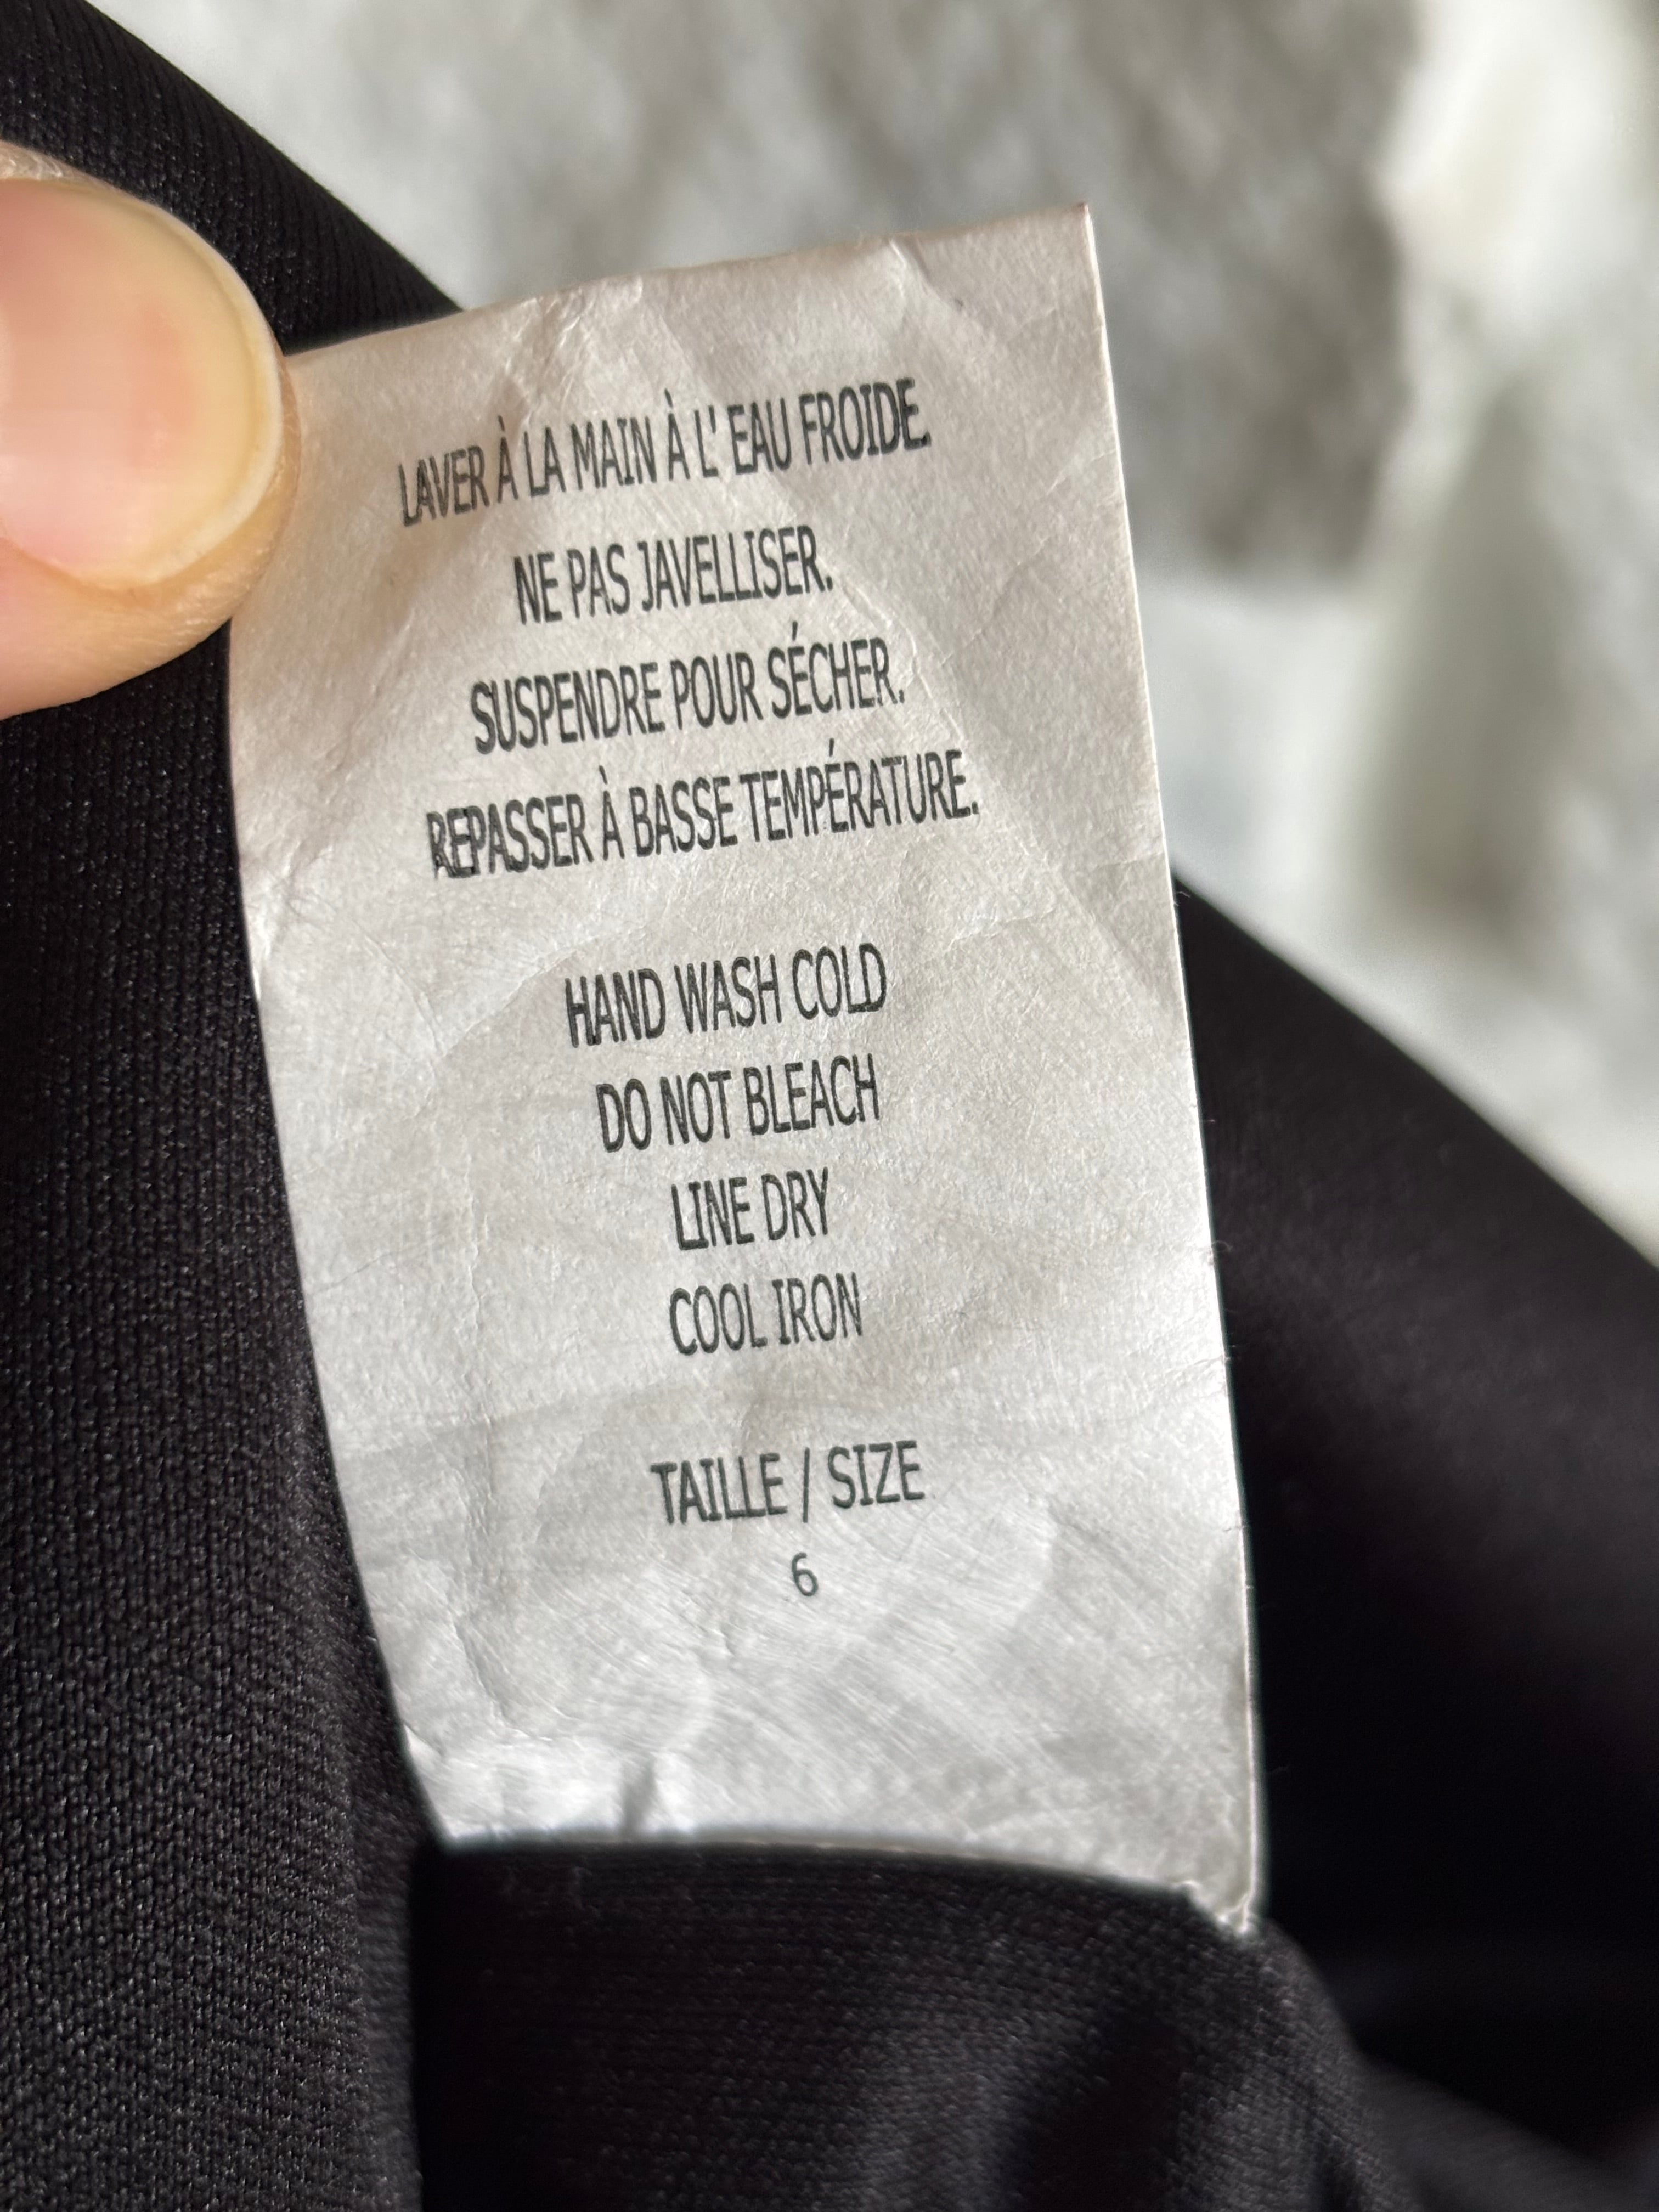 LAVER À LA MAIN À L' EAU FROIDE.
NE PAS JAVELLISER.
SUSPENDRE POUR SÉCHER.
REPASSER À BASSE TEMPÉRATURE.
HAND WASH COLD
DO NOT BLEACH
LINE DRY
COOL IRON
TAILLE / SIZE
6